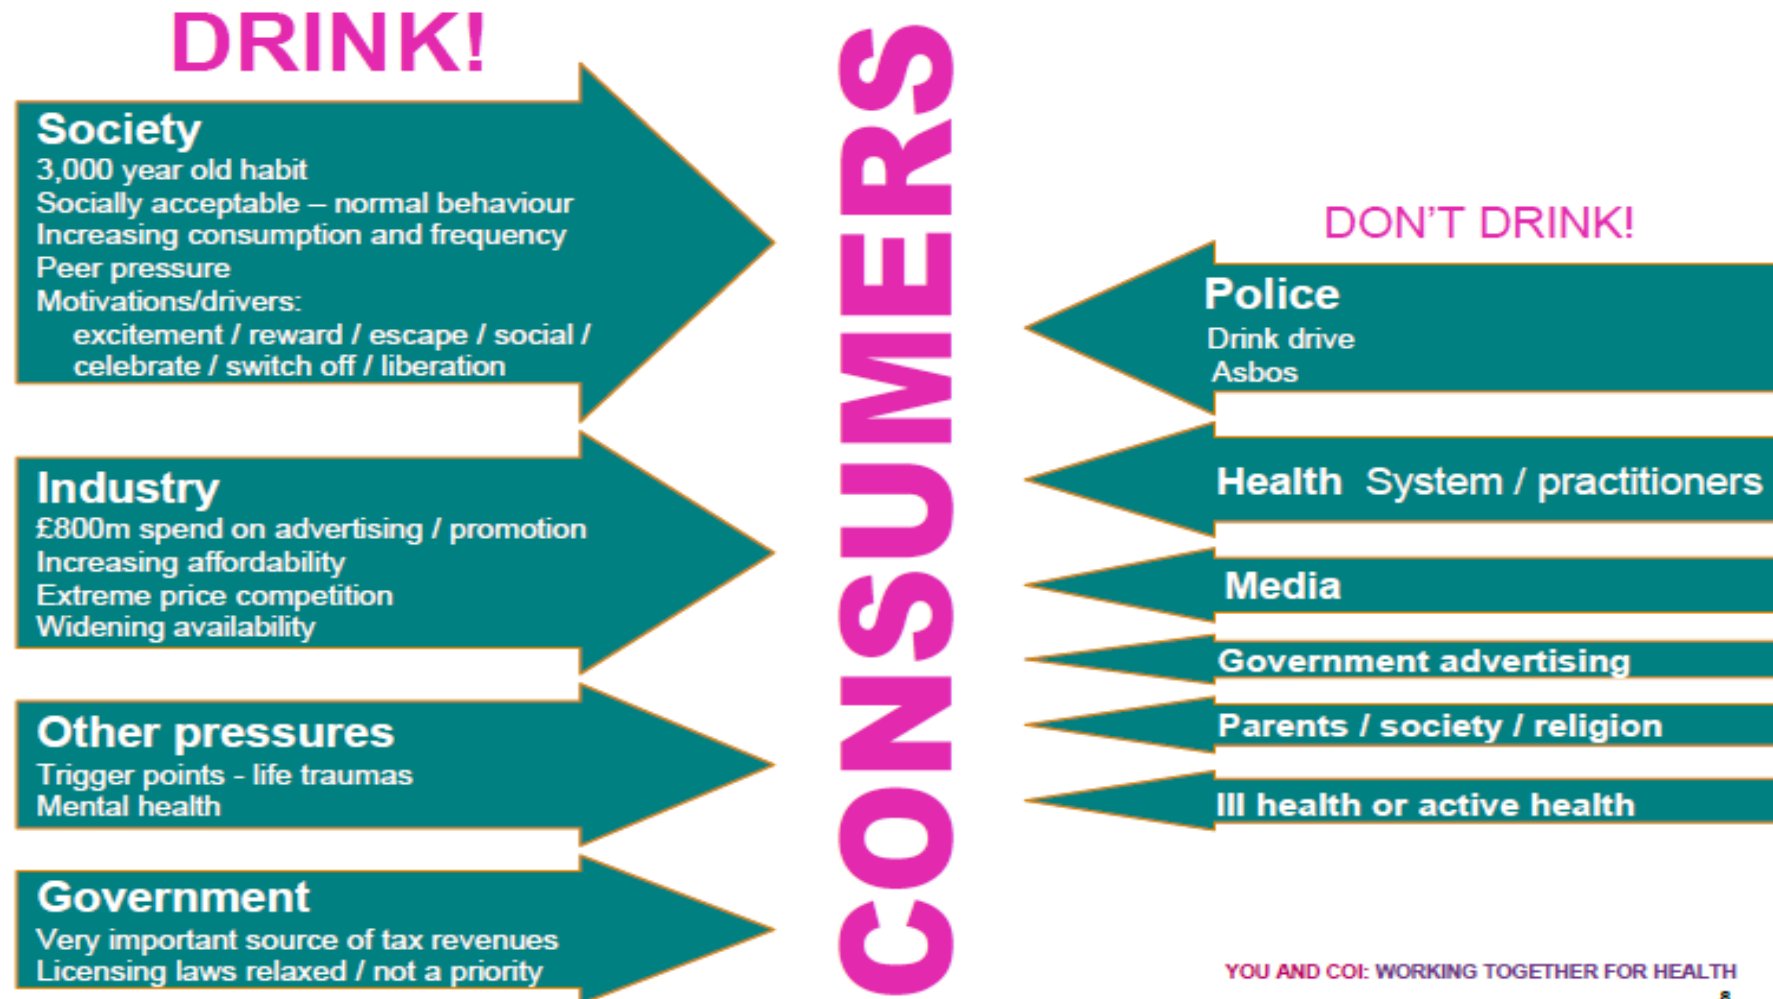 DRINK!
Society
3,000 year old habit
Socially acceptable – normal behaviour
Increasing consumption and frequency
Peer pressure
Motivations/drivers:
excitement / reward / escape / social /
celebrate / switch off / liberation
Industry
£800m spend on advertising / promotion
Increasing affordability
Extreme price competition
Widening availability
Other pressures
Trigger points - life traumas
Mental health
Government
Very important source of tax revenues
Licensing laws relaxed / not a priority
CONSUMERS
DON'T DRINK!
Police
Drink drive
Asbos
Health System / practitioners
Media
Government advertising
Parents / society / religion
Ill health or active health
YOU AND COI: WORKING TOGETHER FOR HEALTH
8